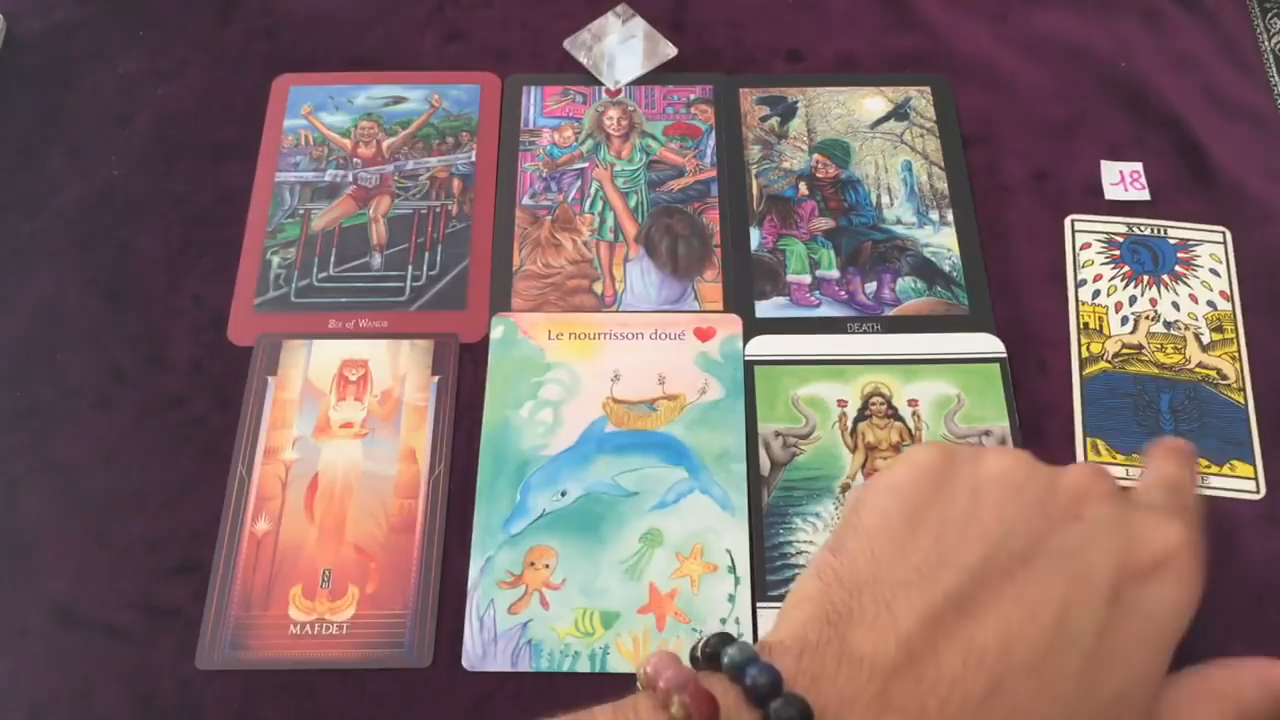 Six of Wands
DEATH
18
XVIII
Le nourrisson doué
MAFDET